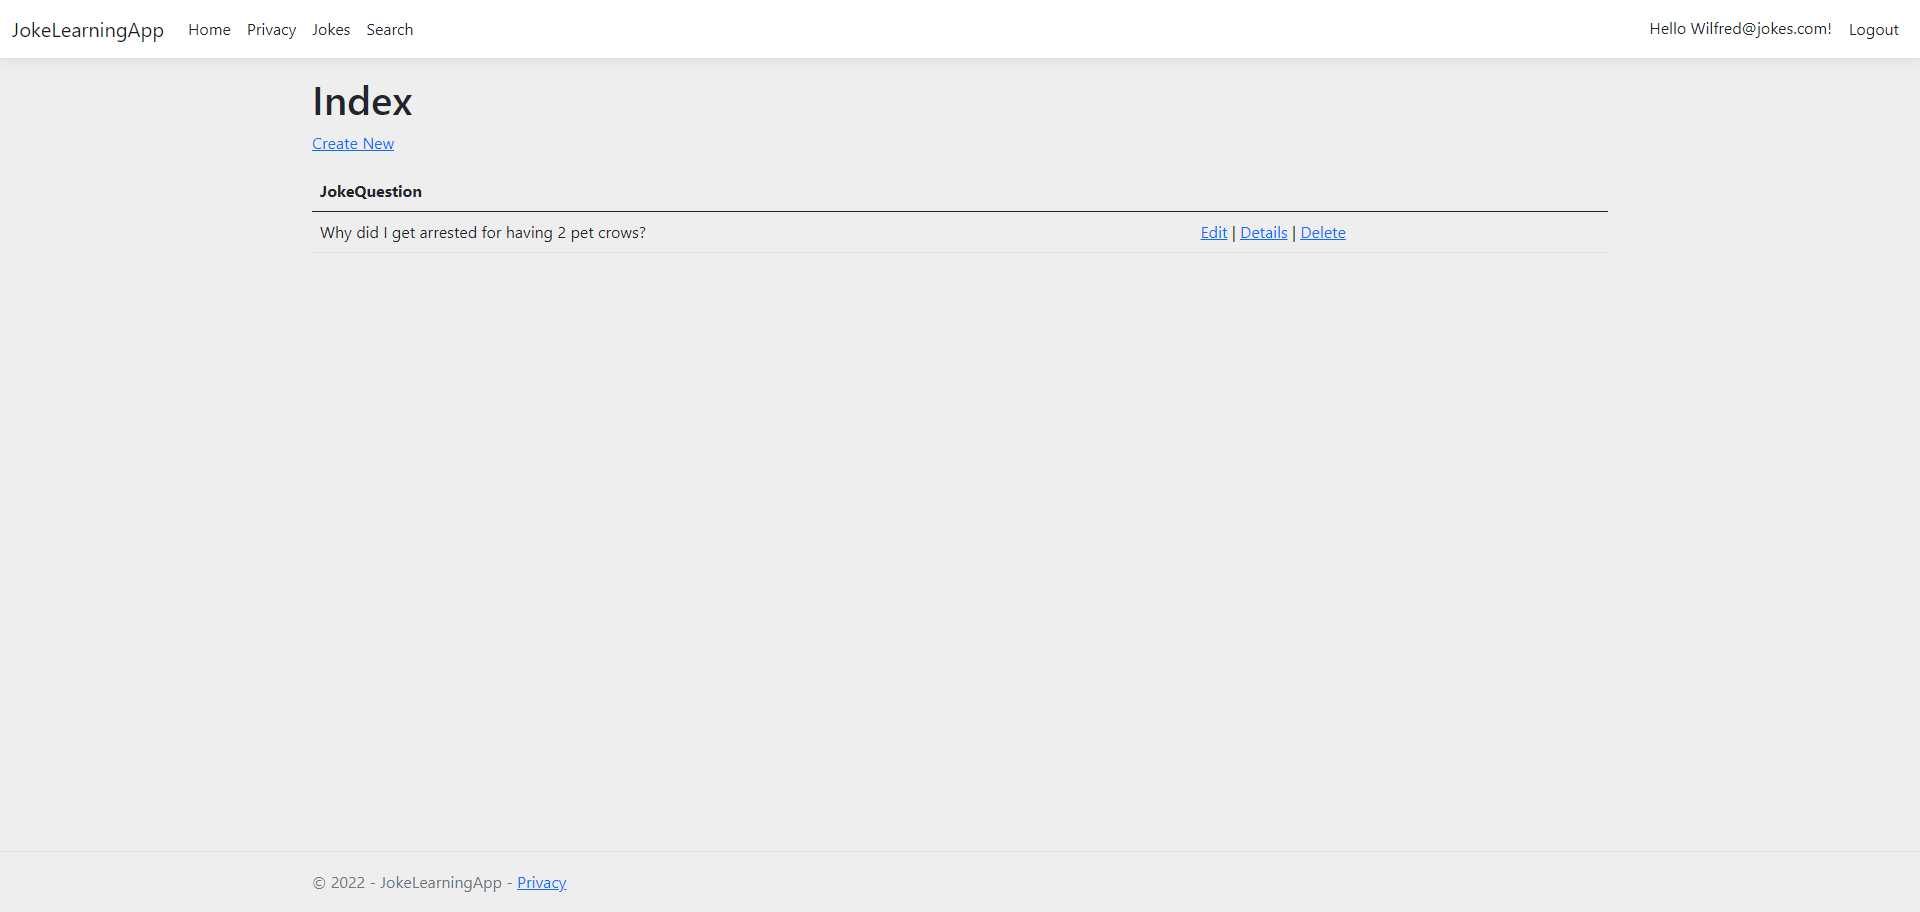 JokeLearningApp Home Privacy Jokes Search Hello Wilfred@jokes.com! Logout
Index
Create New
JokeQuestion
Why did I get arrested for having 2 pet crows? Edit | Details | Delete
© 2022 - JokeLearningApp - Privacy